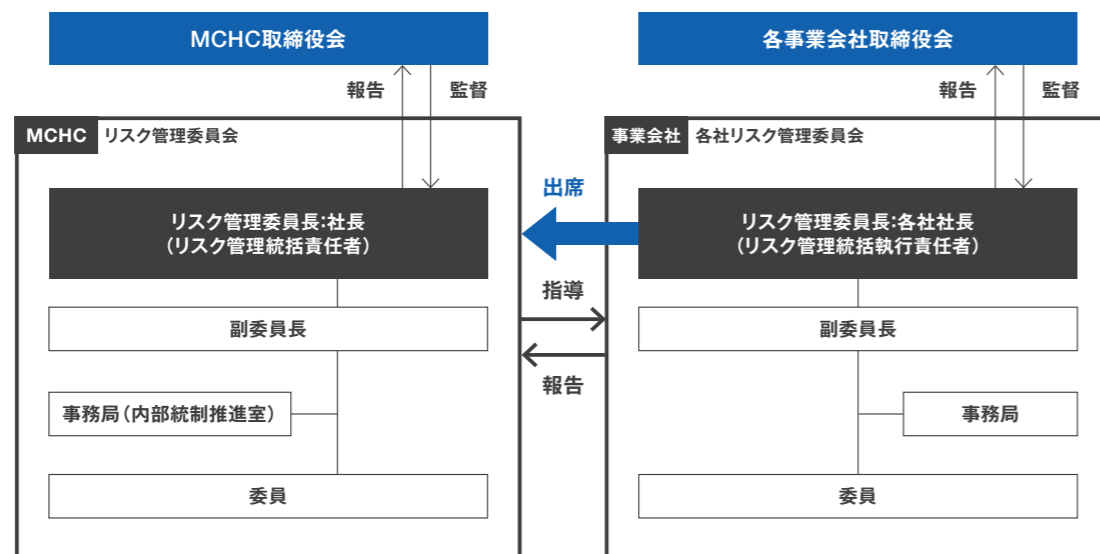 MCHC取締役会
報告
監督
MCHC
リスク管理委員会
リスク管理委員長:社長
(リスク管理統括責任者)
副委員長
事務局(内部統制推進室)
委員
出席
指導
報告
各事業会社取締役会
報告
監督
事業会社
各社リスク管理委員会
リスク管理委員長:各社社長
(リスク管理統括執行責任者)
副委員長
事務局
委員